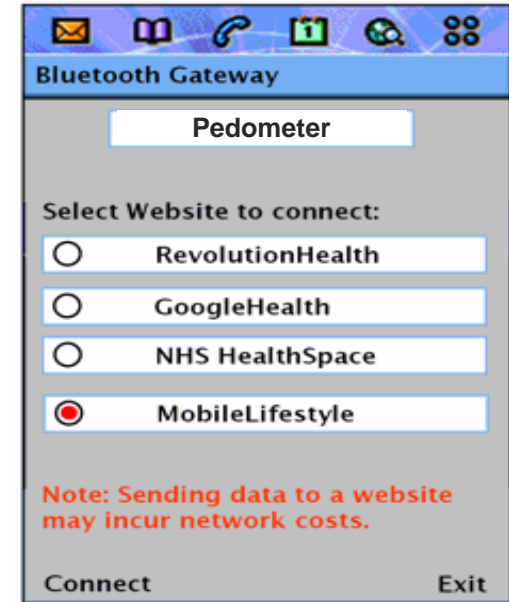 1
Bluetooth Gateway
Pedometer
Select Website to connect:
RevolutionHealth
GoogleHealth
NHS HealthSpace
MobileLifestyle
Note: Sending data to a website
may incur network costs.
Connect Exit